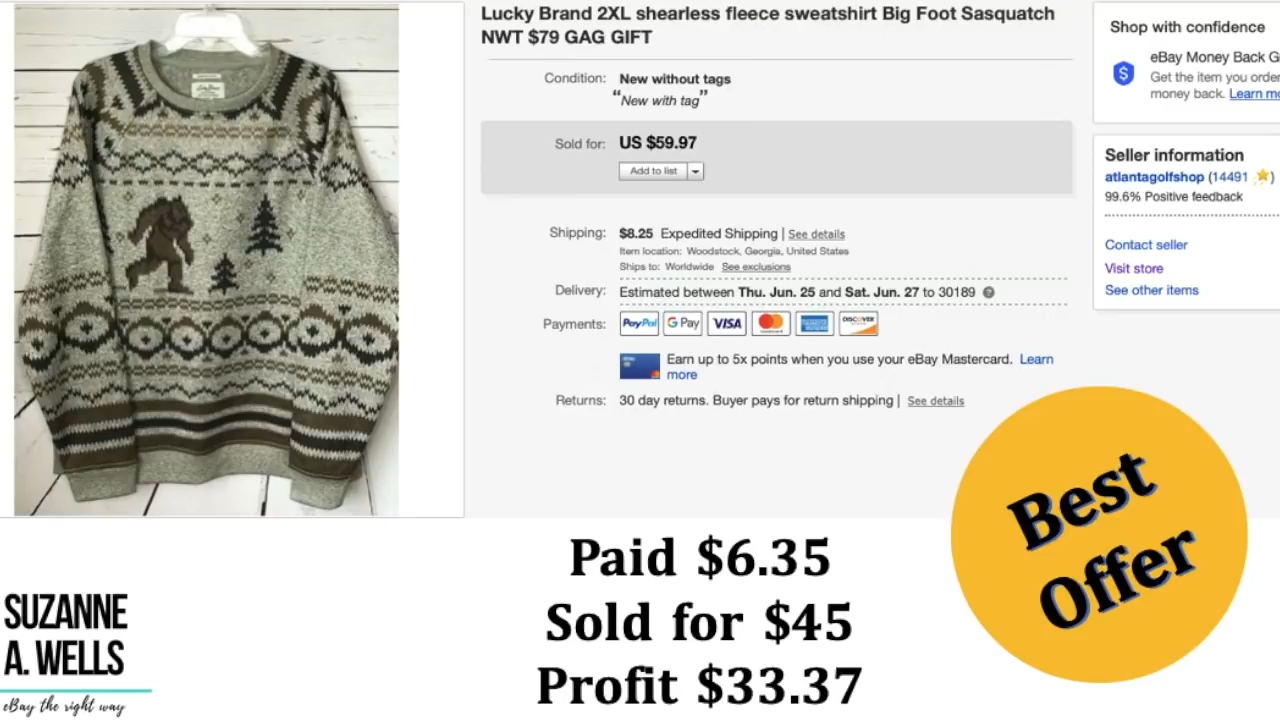 Lucky Brand 2XL shearless fleece sweatshirt Big Foot Sasquatch
NWT $79 GAG GIFT
Condition: New without tags
“New with tag”
Sold for: US $59.97
Add to list
Shipping: $8.25 Expedited Shipping | See details
Item location: Woodstock, Georgia, United States
Ships to: Worldwide See exclusions
Delivery: Estimated between Thu. Jun. 25 and Sat. Jun. 27 to 30189 ?
Payments: PayPal G Pay VISA DISCOVER
Earn up to 5x points when you use your eBay Mastercard. Learn
more
Returns: 30 day returns. Buyer pays for return shipping | See details
Shop with confidence
eBay Money Back G
Get the item you order
money back. Learn mo
Seller information
atlantagolfshop (14491 )
99.6% Positive feedback
Contact seller
Visit store
See other items
Best
Offer
Paid $6.35
Sold for $45
Profit $33.37
SUZANNE
A. WELLS
eBay the right way